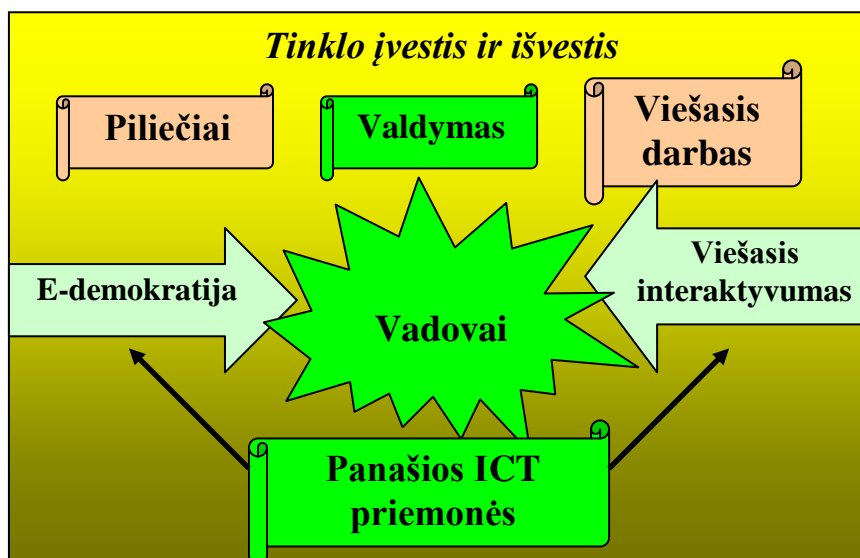 Tinklo įvestis ir išvestis
Piliečiai
Valdymas
Viešasis
darbas
E-demokratija
Vadovai
Viešasis
interaktyvumas
Panašios ICT
priemonės